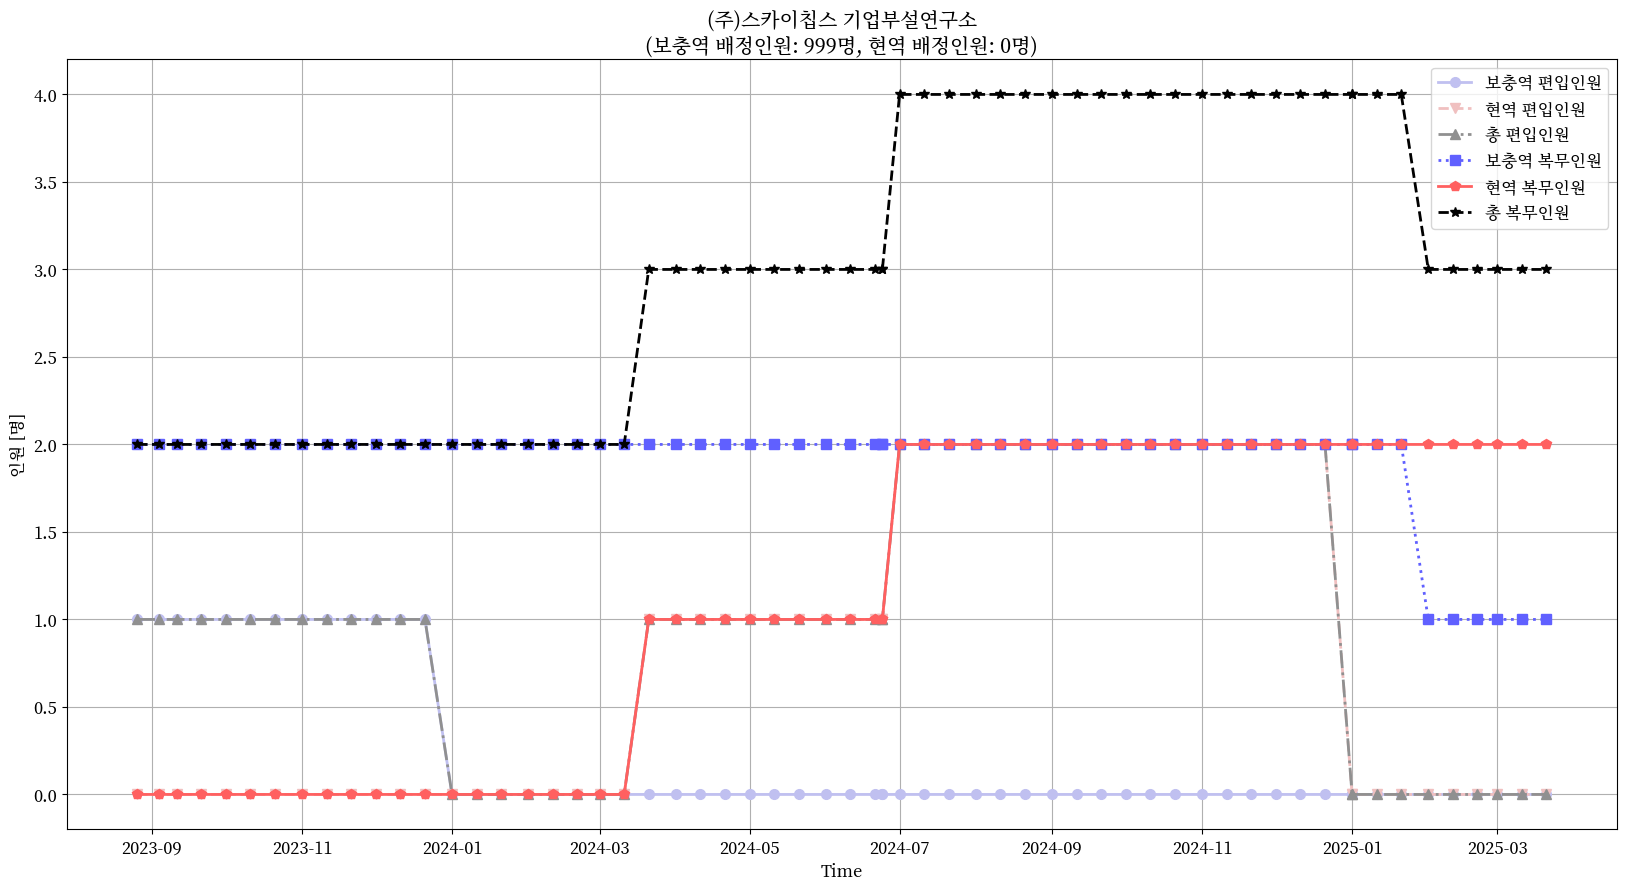 (주)스카이칩스 기업부설연구소
(보충역 배정인원: 999명, 현역 배정인원: 0명)
보충역 편입인원
현역 편입인원
총 편입인원
보충역 복무인원
현역 복무인원
총 복무인원
4.0
3.5
3.0
2.5
2.0
1.5
1.0
0.5
0.0
인원 [명]
2023-09
2023-11
2024-01
2024-03
2024-05
2024-07
2024-09
2024-11
2025-01
2025-03
Time